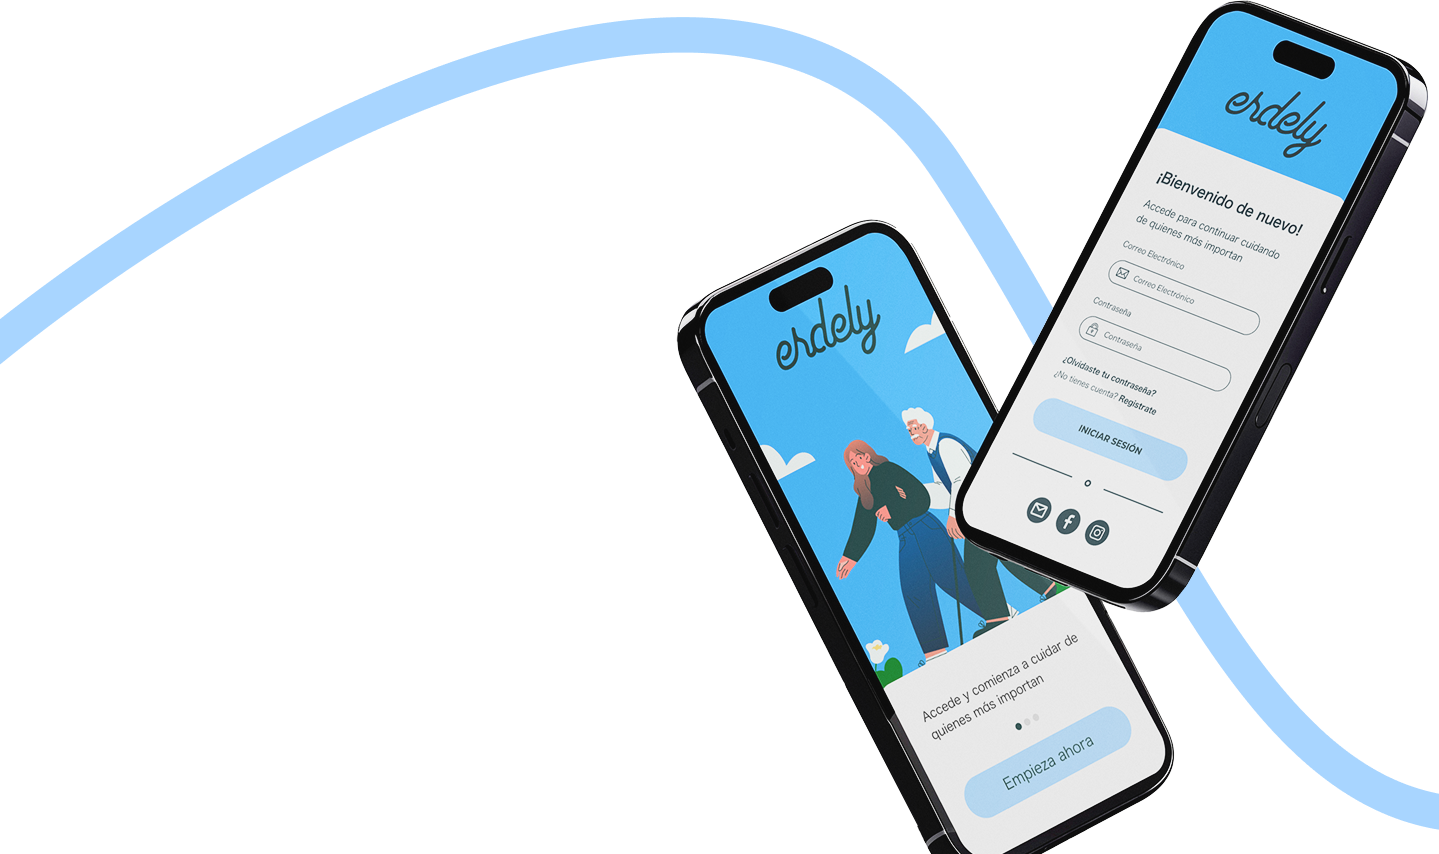 erdely
Accede y comienza a cuidar de
quienes más importan
Empieza ahora
erdely
¡Bienvenido de nuevo!
Accede para continuar cuidando
de quienes más importan
Correo Electrónico
Correo Electrónico
Contraseña
Contraseña
¿Olvidaste tu contraseña?
¿No tienes cuenta? Regístrate
INICIAR SESIÓN